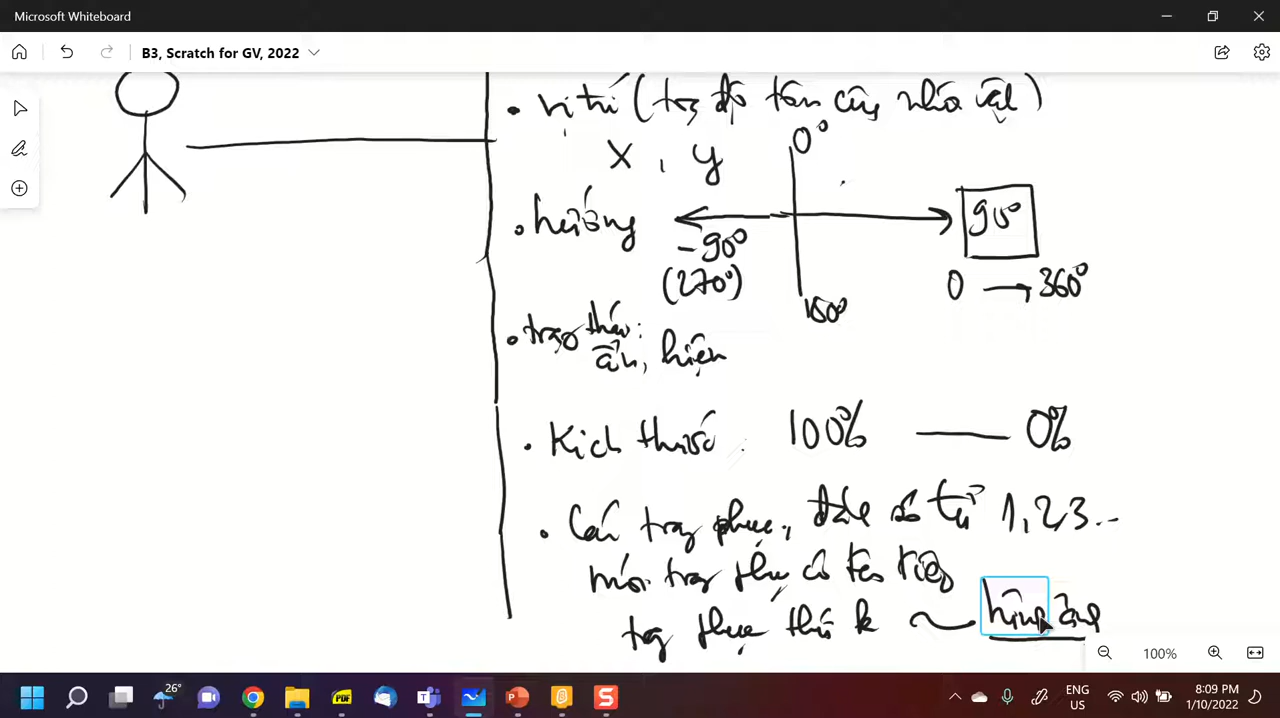 Microsoft Whiteboard
B3, Scratch for GV, 2022
• vị trí (toạ độ tâm của nhân vật)
X, Y
0°
• hướng
-90°
(270°)
90°
0 → 360°
180°
• trạng thái:
ẩn, hiện
• Kích thước: 100% — 0%
• Các trang phục, đánh số từ 1,2,3...
mỗi trang phục có tên riêng
trang phục thứ k ~ hình ảnh
100%
26°
ENG
US
8:09 PM
1/10/2022